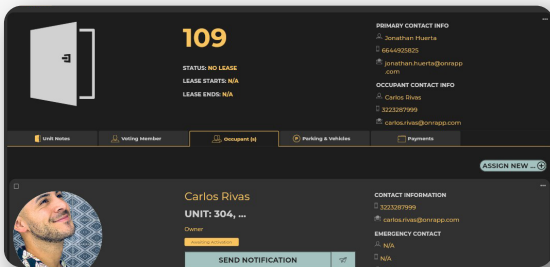 109
STATUS: NO LEASE
LEASE STARTS: N/A
LEASE ENDS: N/A
PRIMARY CONTACT INFO
Jonathan Huerta
6644925825
jonathan.huerta@onrapp
.com
OCCUPANT CONTACT INFO
Carlos Rivas
3223287999
carlos.rivas@onrapp.com
Unit Notes
Voting Member
Occupant (s)
Parking & Vehicles
Payments
ASSIGN NEW ...
Carlos Rivas
UNIT: 304, ...
Owner
Awaiting Activation
SEND NOTIFICATION
CONTACT INFORMATION
3223287999
carlos.rivas@onrapp.com
EMERGENCY CONTACT
N/A
N/A